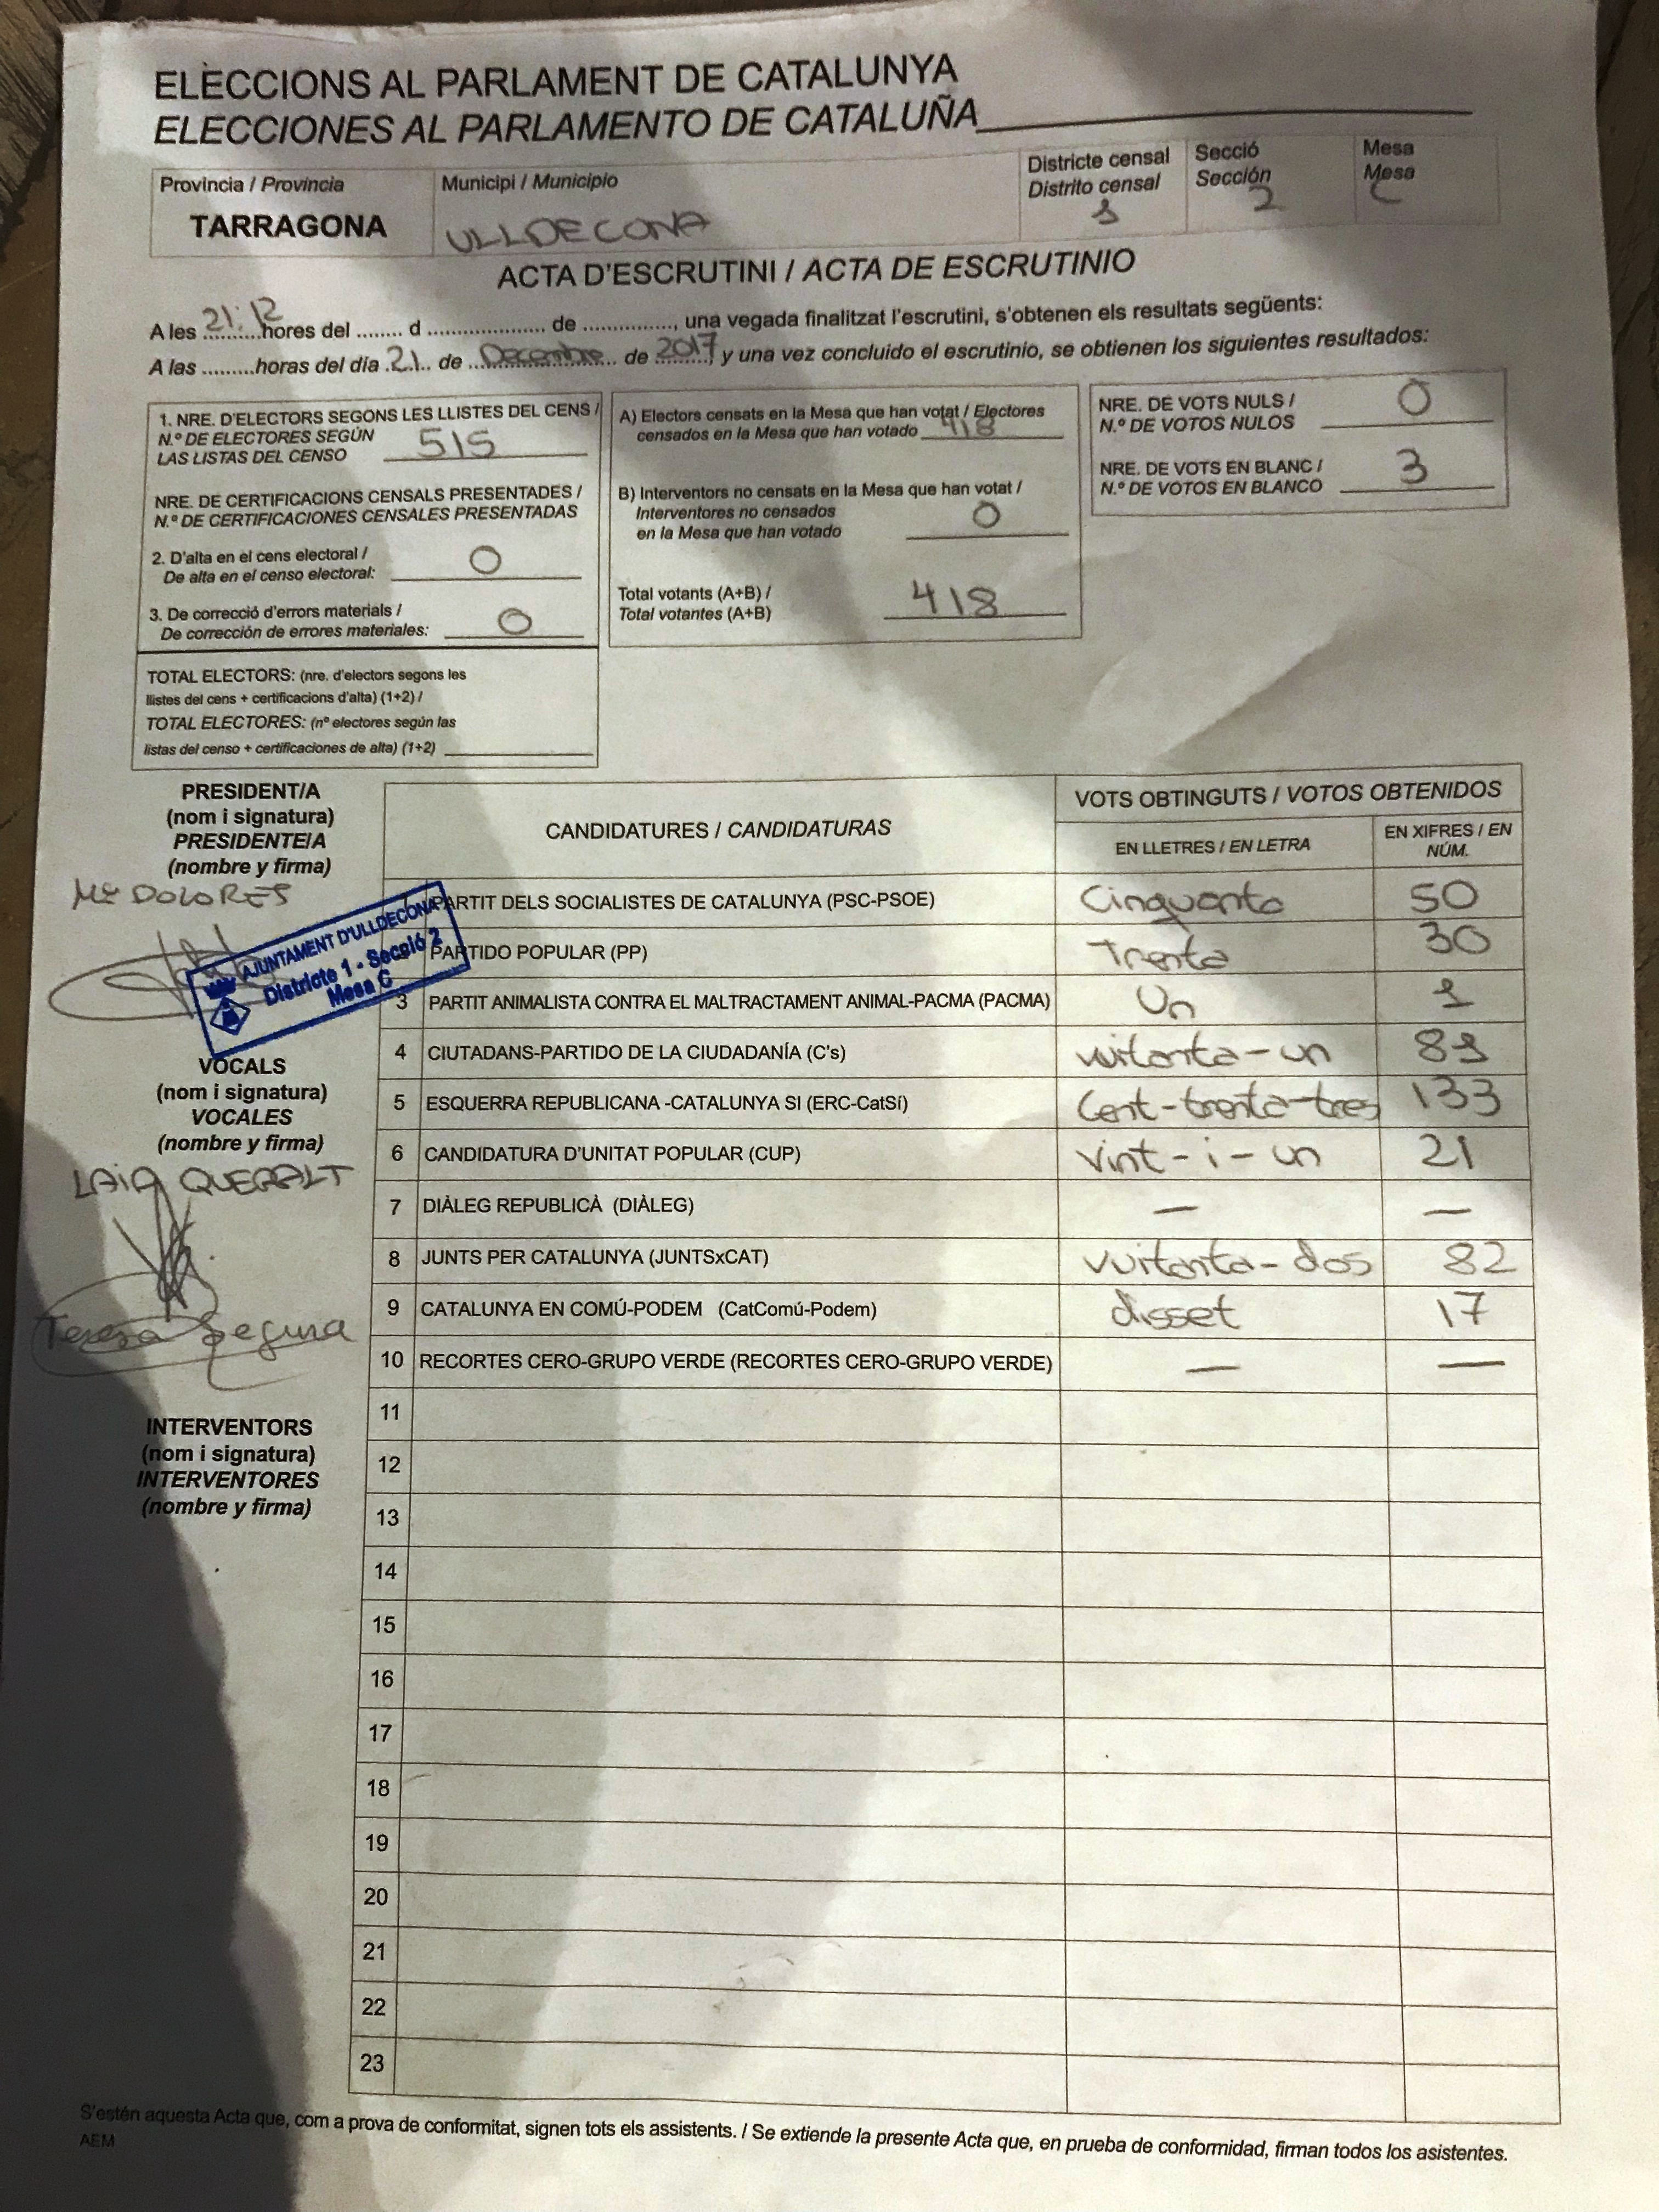 ELECCIONS AL PARLAMENT DE CATALUNYA
ELECCIONES AL PARLAMENTO DE CATALUÑA
Provincia / Provincia
TARRAGONA
Municipi / Municipio
ULLDECONA
Districte censal
Distrito censal
1
Secció
Sección
2
Mesa
Mesa
C
ACTA D'ESCRUTINI / ACTA DE ESCRUTINIO
A les 21:12 hores del ........ d .................... de ..............., una vegada finalitzat l'escrutini, s'obtenen els resultats següents:
A las .........horas del día 21 de Decembre de 2017, y una vez concluido el escrutinio, se obtienen los siguientes resultados:
1. NRE. D'ELECTORS SEGONS LES LLISTES DEL CENS /
N.º DE ELECTORES SEGÚN
LAS LISTAS DEL CENSO 515
NRE. DE CERTIFICACIONS CENSALS PRESENTADES /
N.º DE CERTIFICACIONES CENSALES PRESENTADAS
2. D'alta en el cens electoral /
De alta en el censo electoral: 0
3. De correcció d'errors materials /
De corrección de errores materiales: 0
TOTAL ELECTORS: (nre. d'electors segons les
llistes del cens + certificacions d'alta) (1+2) /
TOTAL ELECTORES: (nº electores según las
listas del censo + certificaciones de alta) (1+2)
A) Electors censats en la Mesa que han votat / Electores
censados en la Mesa que han votado 418
B) Interventors no censats en la Mesa que han votat /
Interventores no censados
en la Mesa que han votado 0
Total votants (A+B) /
Total votantes (A+B) 418
NRE. DE VOTS NULS /
N.º DE VOTOS NULOS 0
NRE. DE VOTS EN BLANC /
N.º DE VOTOS EN BLANCO 3
PRESIDENT/A
(nom i signatura)
PRESIDENTE/A
(nombre y firma)
Mª DOLORES
AJUNTAMENT D'ULLDECONA
Districte 1 - Secció 2
Mesa C
VOCALS
(nom i signatura)
VOCALES
(nombre y firma)
LAIA QUERALT
Teresa Segura
INTERVENTORS
(nom i signatura)
INTERVENTORES
(nombre y firma)
CANDIDATURES / CANDIDATURAS
VOTS OBTINGUTS / VOTOS OBTENIDOS
EN LLETRES / EN LETRA
EN XIFRES / EN
NÚM.
PARTIT DELS SOCIALISTES DE CATALUNYA (PSC-PSOE) Cinquanta 50
PARTIDO POPULAR (PP) Trenta 30
3 PARTIT ANIMALISTA CONTRA EL MALTRACTAMENT ANIMAL-PACMA (PACMA) Un 1
4 CIUTADANS-PARTIDO DE LA CIUDADANÍA (C's) vuitanta-un 81
5 ESQUERRA REPUBLICANA -CATALUNYA SI (ERC-CatSí) Cent-trenta-tres 133
6 CANDIDATURA D'UNITAT POPULAR (CUP) vint-i-un 21
7 DIÀLEG REPUBLICÀ (DIÀLEG) — —
8 JUNTS PER CATALUNYA (JUNTSxCAT) vuitanta-dos 82
9 CATALUNYA EN COMÚ-PODEM (CatComú-Podem) disset 17
10 RECORTES CERO-GRUPO VERDE (RECORTES CERO-GRUPO VERDE) — —
11
12
13
14
15
16
17
18
19
20
21
22
23
S'estén aquesta Acta que, com a prova de conformitat, signen tots els assistents. / Se extiende la presente Acta que, en prueba de conformidad, firman todos los asistentes.
AEM